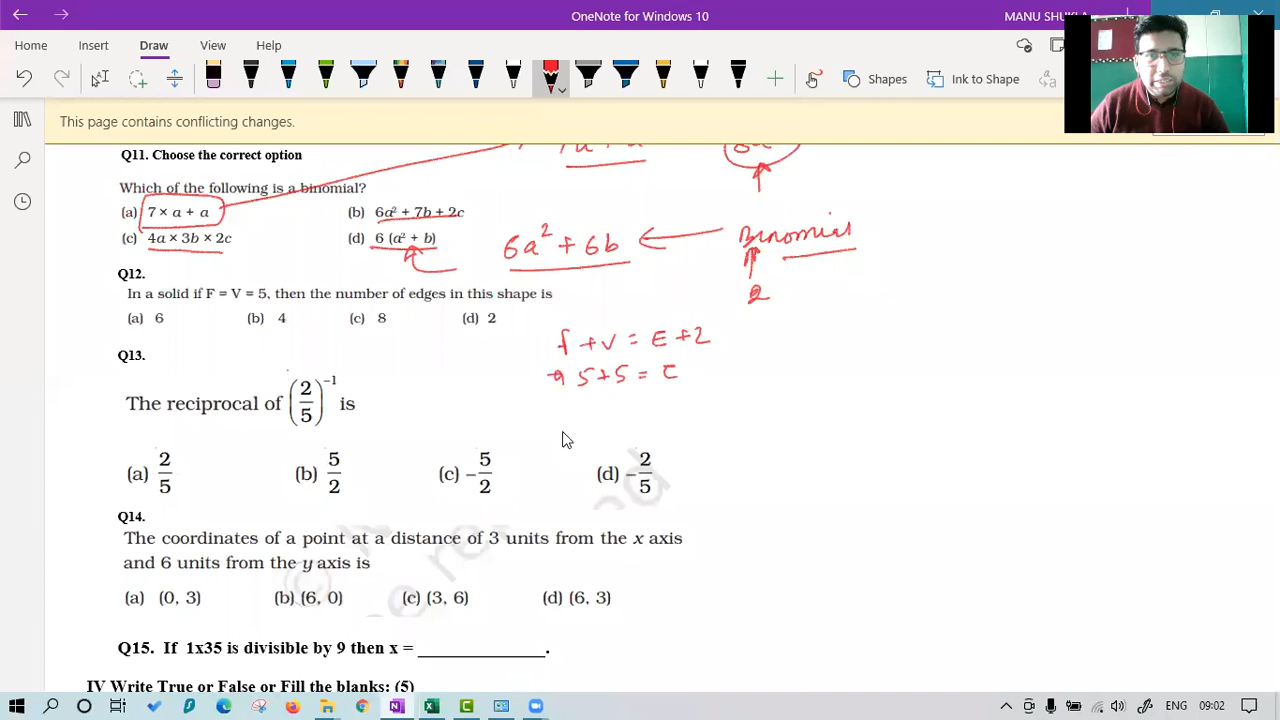 OneNote for Windows 10
MANU SHUKL
Home Insert Draw View Help
Shapes Ink to Shape
This page contains conflicting changes.
Q11. Choose the correct option
Which of the following is a binomial?
(a) 7 × a + a (b) 6a² + 7b + 2c
(c) 4a × 3b × 2c (d) 6 (a² + b)
6a² + 6b Binomial
2
Q12.
In a solid if F = V = 5, then the number of edges in this shape is
(a) 6 (b) 4 (c) 8 (d) 2
F + V = E + 2
5 + 5 = E
Q13.
The reciprocal of (2/5)⁻¹ is
(a) 2/5 (b) 5/2 (c) –5/2 (d) –2/5
Q14.
The coordinates of a point at a distance of 3 units from the x axis
and 6 units from the y axis is
(a) (0, 3) (b) (6, 0) (c) (3, 6) (d) (6, 3)
Q15. If 1x35 is divisible by 9 then x = ______________.
IV Write True or False or Fill the blanks: (5)
ENG 09:02